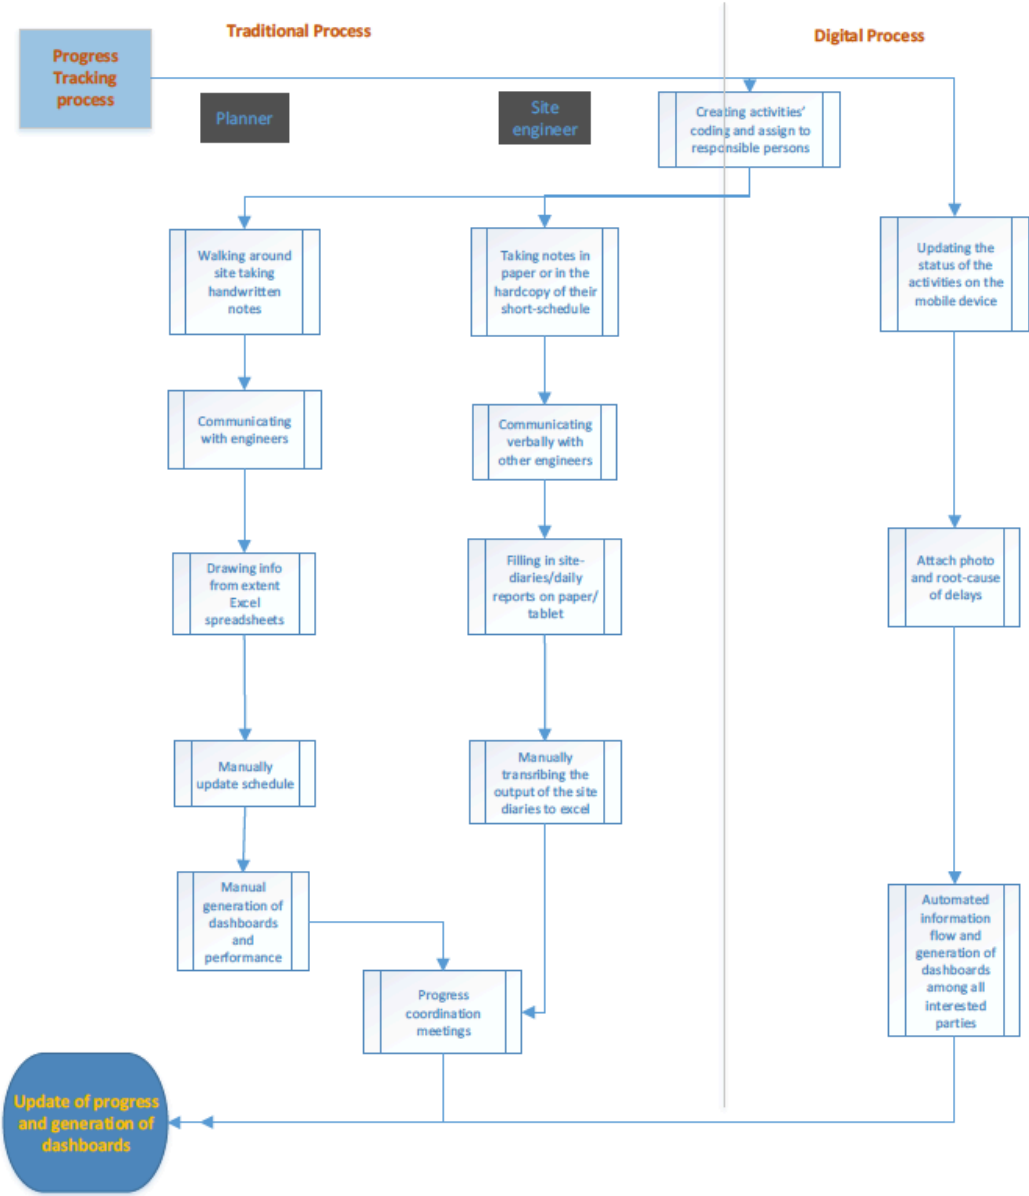 Traditional Process
Digital Process
Progress
Tracking
process
Planner
Site
engineer
Creating activities'
coding and assign to
responsible persons
Walking around
site taking
handwritten
notes
Taking notes in
paper or in the
hardcopy of their
short-schedule
Updating the
status of the
activities on the
mobile device
Communicating
with engineers
Communicating
verbally with
other engineers
Drawing info
from extent
Excel
spreadsheets
Filling in site-
diaries/daily
reports on paper/
tablet
Attach photo
and root-cause
of delays
Manually
update schedule
Manually
transribing the
output of the site
diaries to excel
Manual
generation of
dashboards
and
performance
Automated
information
flow and
generation of
dashboards
among all
interested
parties
Progress
coordination
meetings
Update of progress
and generation of
dashboards